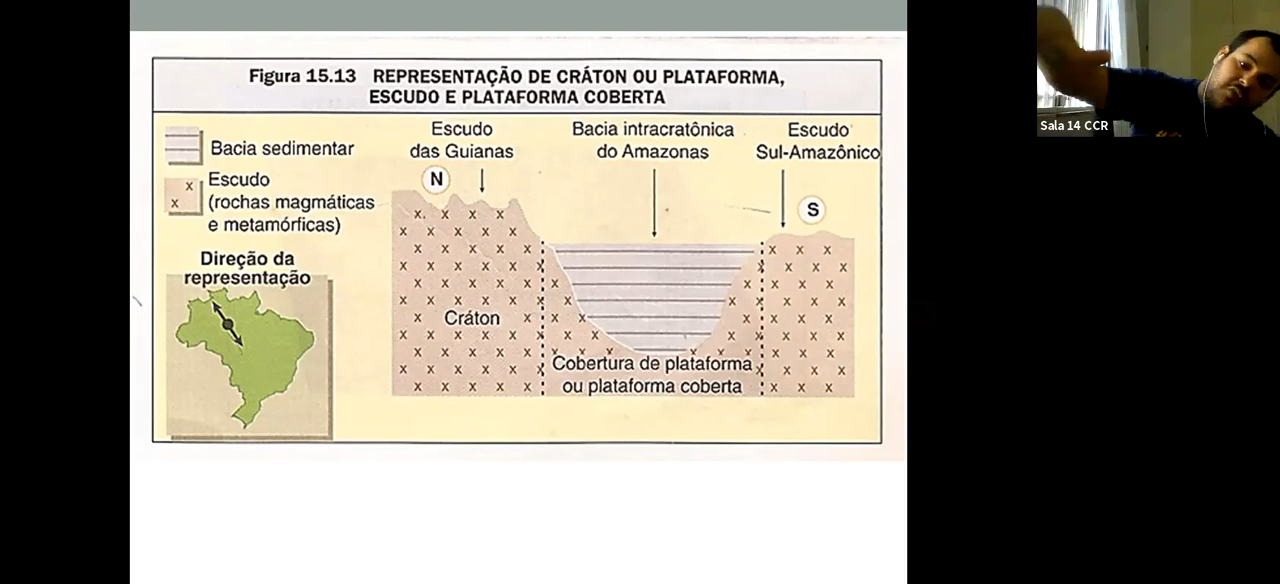 Figura 15.13 REPRESENTAÇÃO DE CRÁTON OU PLATAFORMA,
ESCUDO E PLATAFORMA COBERTA
Bacia sedimentar
Escudo
(rochas magmáticas
e metamórficas)
Direção da
representação
Escudo
das Guianas
Bacia intracratônica
do Amazonas
Escudo
Sul-Amazônico
N
S
Cráton
Cobertura de plataforma
ou plataforma coberta
Sala 14 CCR